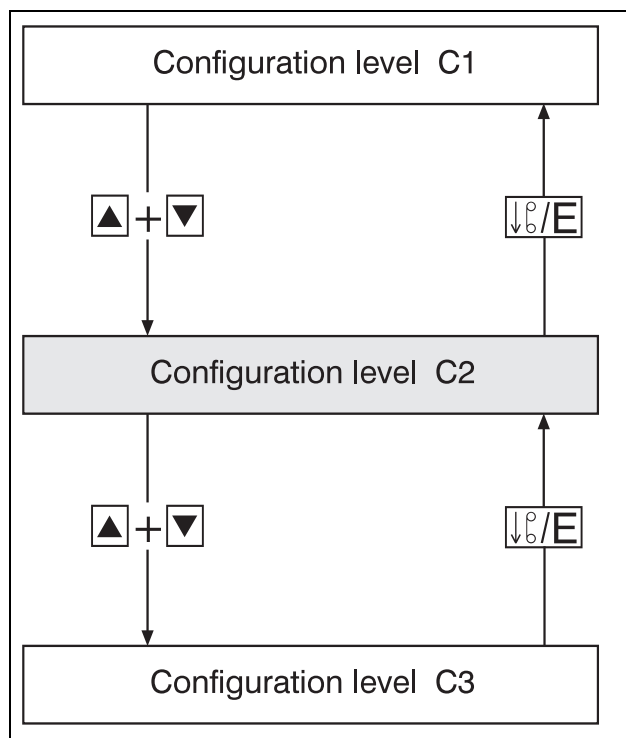 Configuration level C1
▲ + ▼
/E
Configuration level C2
▲ + ▼
/E
Configuration level C3